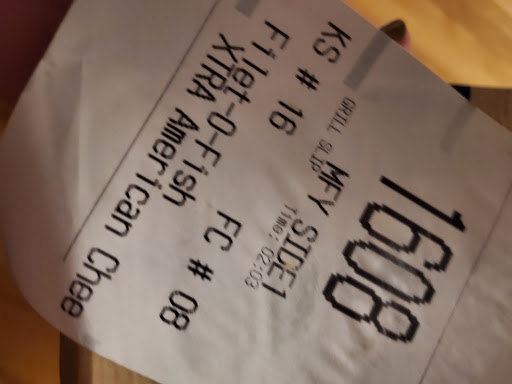 1608
MFY SIDE1
GRILL SLIP Time: 02:03
KS # 16 FC # 08
Filet-O-Fish
XTRA American Chee